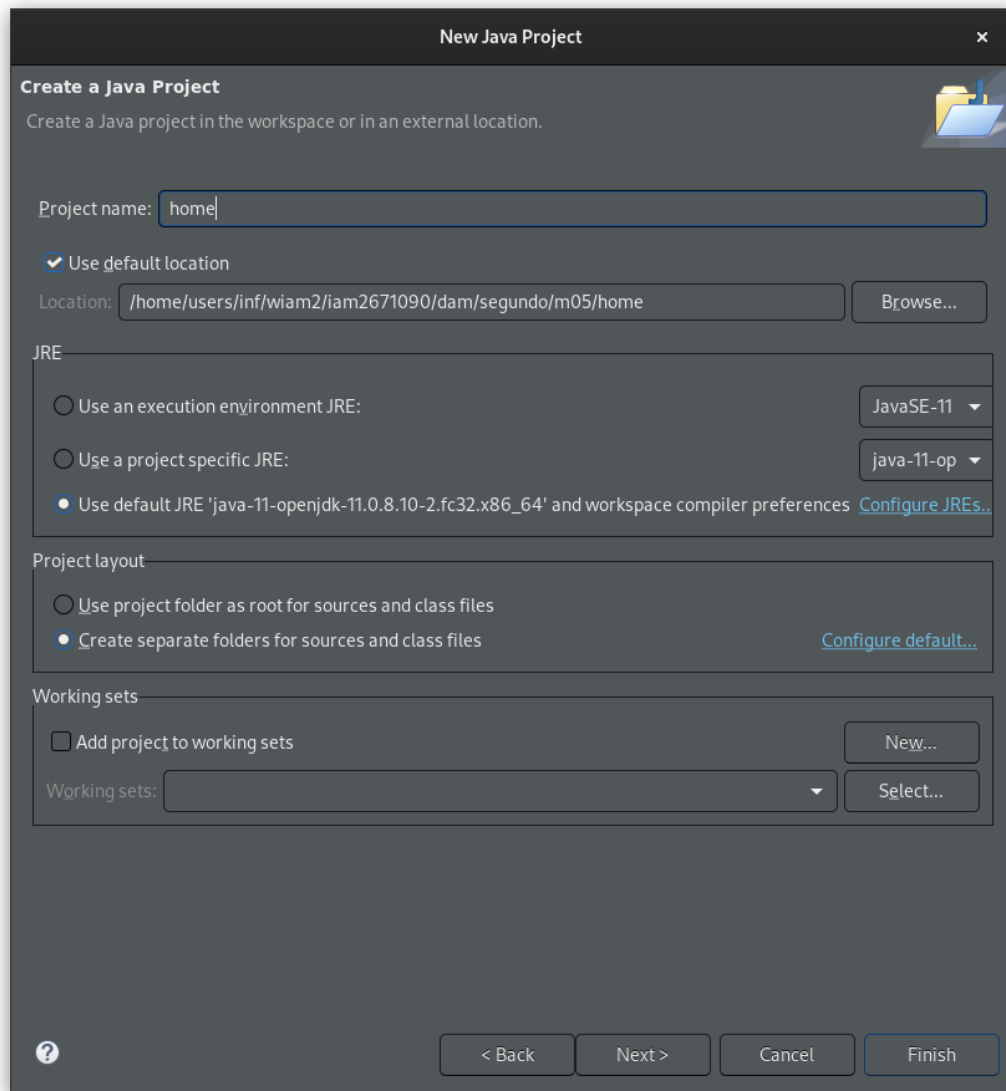 New Java Project
Create a Java Project
Create a Java project in the workspace or in an external location.
Project name: home
Use default location
Location: /home/users/inf/wiam2/iam2671090/dam/segundo/m05/home Browse...
JRE
Use an execution environment JRE: JavaSE-11
Use a project specific JRE: java-11-op
Use default JRE 'java-11-openjdk-11.0.8.10-2.fc32.x86_64' and workspace compiler preferences Configure JREs..
Project layout
Use project folder as root for sources and class files
Create separate folders for sources and class files Configure default...
Working sets
Add project to working sets New...
Working sets: Select...
? < Back Next > Cancel Finish